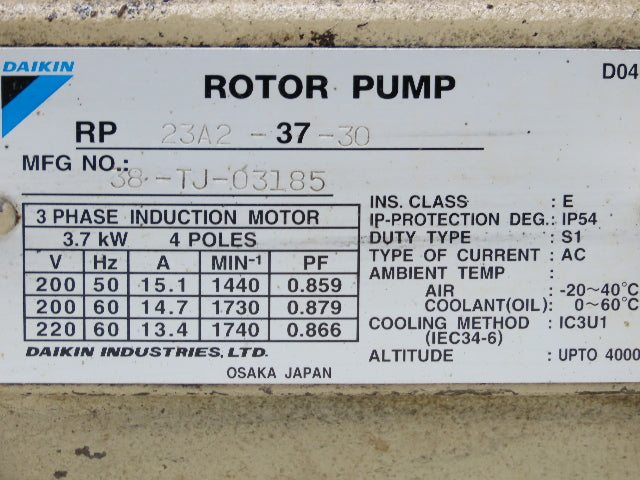 DAIKIN
ROTOR PUMP
D04
RP 23A2-37-30
MFG NO.: 38-TJ-03185
3 PHASE INDUCTION MOTOR
3.7 kW 4 POLES
V Hz A MIN⁻¹ PF
200 50 15.1 1440 0.859
200 60 14.7 1730 0.879
220 60 13.4 1740 0.866
DAIKIN INDUSTRIES, LTD.
OSAKA JAPAN
INS. CLASS : E
IP-PROTECTION DEG.: IP54
DUTY TYPE : S1
TYPE OF CURRENT : AC
AMBIENT TEMP :
AIR : -20~40°C
COOLANT(OIL): 0~60°C
COOLING METHOD : IC3U1
(IEC34-6)
ALTITUDE : UPTO 4000